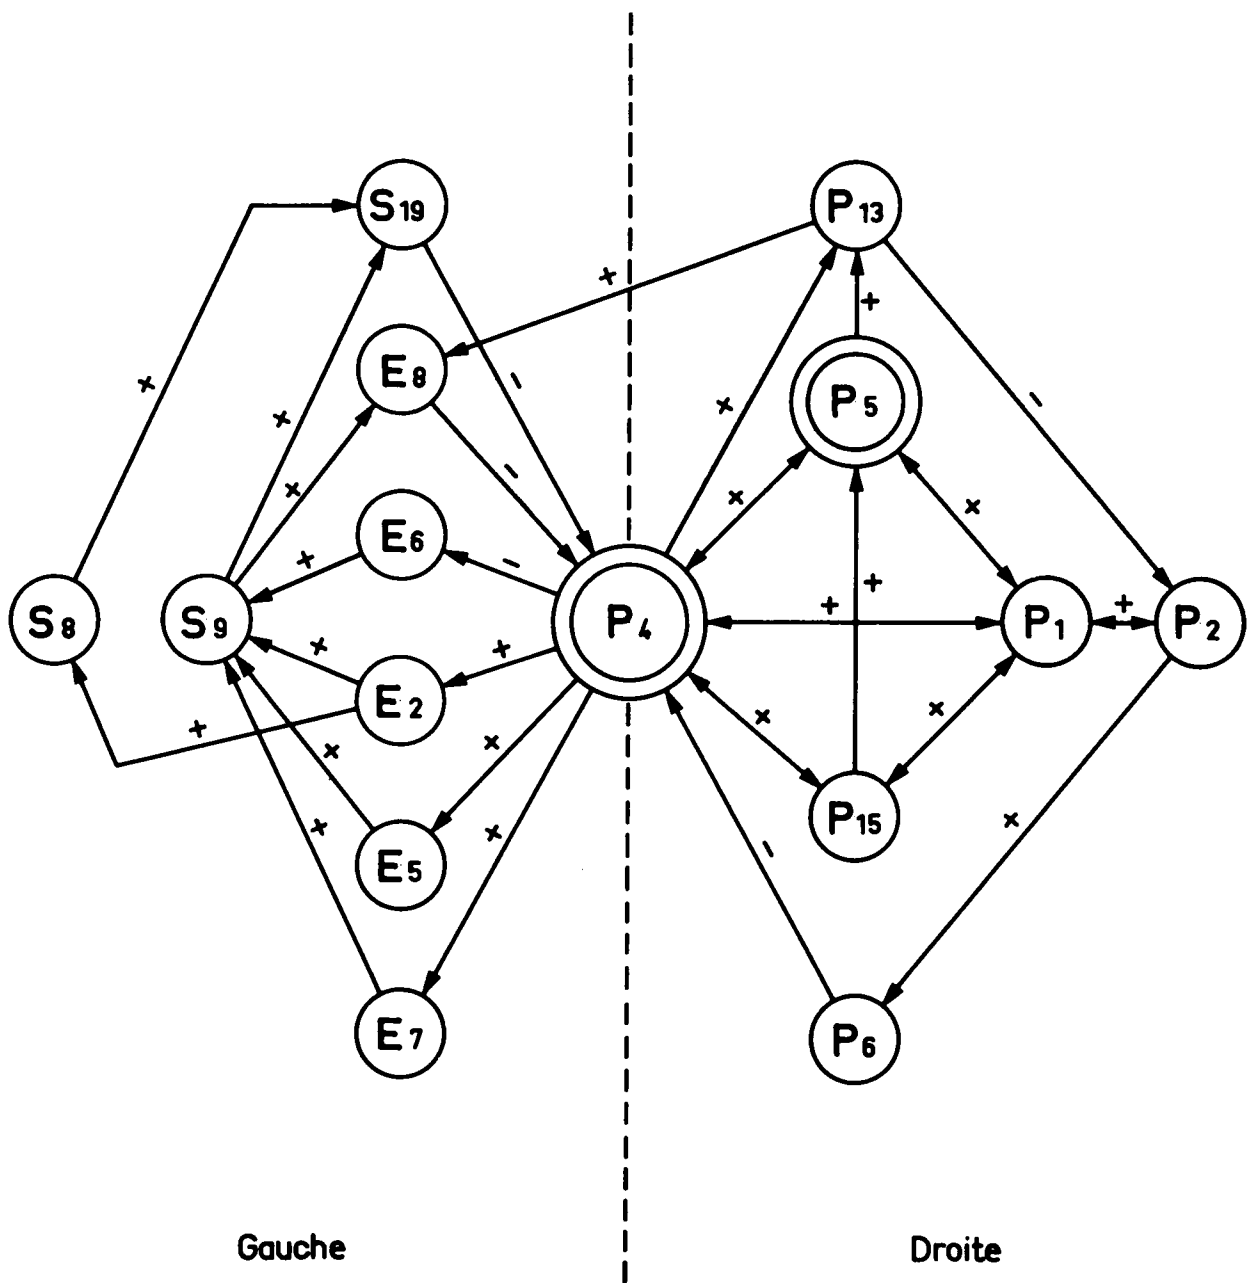 S19
P13
+
+
E8
P5
-
+
-
+
+
+
-
+
+
E6
+
-
+
S8
S9
P4
+
P1
+
P2
+
+
E2
+
+
+
+
+
+
P15
+
+
-
+
E5
E7
P6
Gauche
Droite